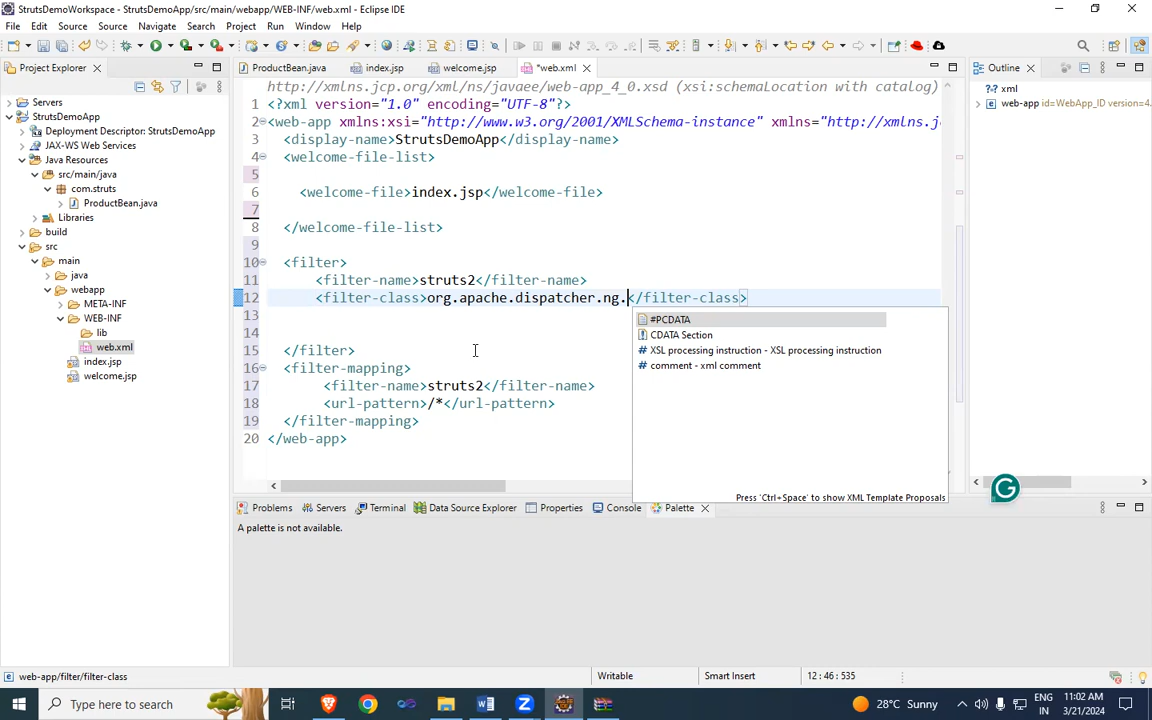 StrutsDemoWorkspace - StrutsDemoApp/src/main/webapp/WEB-INF/web.xml - Eclipse IDE
File Edit Source Navigate Search Project Run Window Help
Project Explorer
Servers
StrutsDemoApp
Deployment Descriptor: StrutsDemoApp
JAX-WS Web Services
Java Resources
src/main/java
com.struts
ProductBean.java
Libraries
build
src
main
java
webapp
META-INF
WEB-INF
lib
web.xml
index.jsp
welcome.jsp
ProductBean.java index.jsp welcome.jsp *web.xml
http://xmlns.jcp.org/xml/ns/javaee/web-app_4_0.xsd (xsi:schemaLocation with catalog)
1 <?xml version="1.0" encoding="UTF-8"?>
2 <web-app xmlns:xsi="http://www.w3.org/2001/XMLSchema-instance" xmlns="http://xmlns.j
3 <display-name>StrutsDemoApp</display-name>
4 <welcome-file-list>
5
6 <welcome-file>index.jsp</welcome-file>
7
8 </welcome-file-list>
9
10 <filter>
11 <filter-name>struts2</filter-name>
12 <filter-class>org.apache.dispatcher.ng.</filter-class>
13
14
15 </filter>
16 <filter-mapping>
17 <filter-name>struts2</filter-name>
18 <url-pattern>/*</url-pattern>
19 </filter-mapping>
20 </web-app>
#PCDATA
CDATA Section
# XSL processing instruction - XSL processing instruction
# comment - xml comment
Press 'Ctrl+Space' to show XML Template Proposals
Outline
?? xml
web-app id=WebApp_ID version=4.
Problems Servers Terminal Data Source Explorer Properties Console Palette
A palette is not available.
web-app/filter/filter-class
Writable
Smart Insert
12 : 46 : 535
Type here to search
28°C Sunny
ENG
IN
11:02 AM
3/21/2024